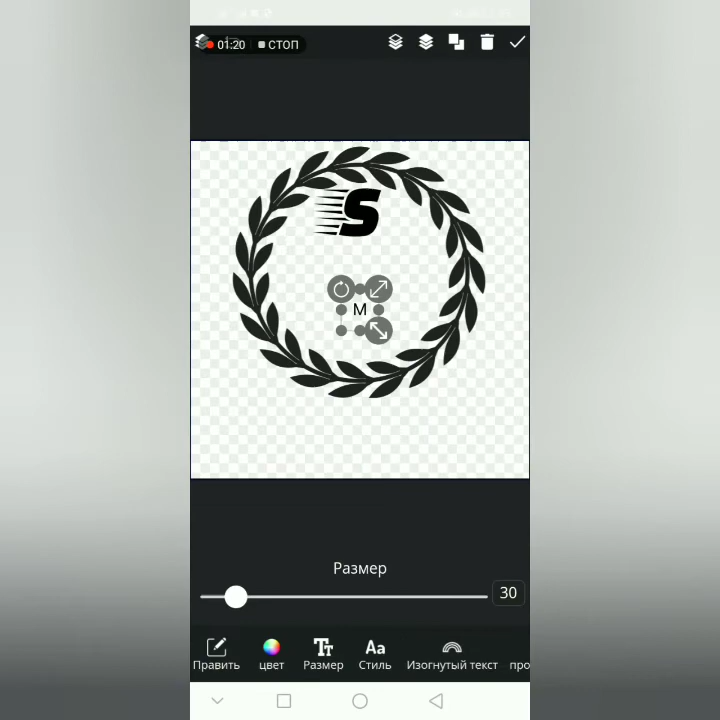 01:20 СТОП
S
M
Размер
30
Править цвет Размер Стиль Изогнутый текст про